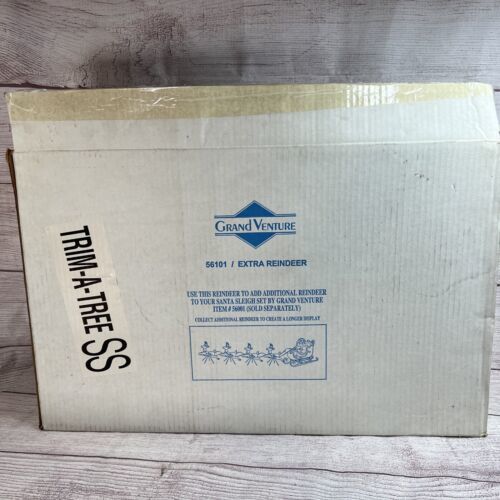 GRAND VENTURE
56101 / EXTRA REINDEER
USE THIS REINDEER TO ADD ADDITIONAL REINDEER
TO YOUR SANTA SLEIGH SET BY GRAND VENTURE
ITEM # 56001 (SOLD SEPARATELY)
COLLECT ADDITIONAL REINDEER TO CREATE A LONGER DISPLAY
TRIM-A-TREE SS